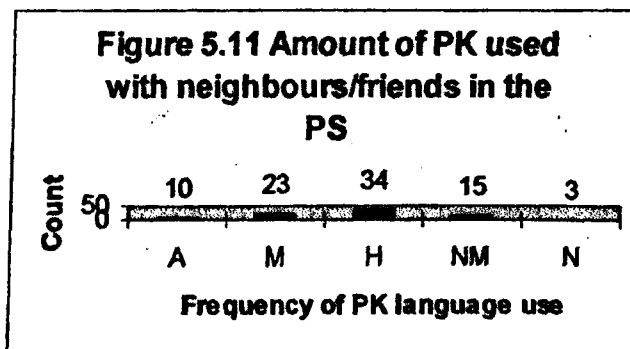 Figure 5.11 Amount of PK used
with neighbours/friends in the
PS
10 23 34 15 3
Count
50
0
A M H NM N
Frequency of PK language use